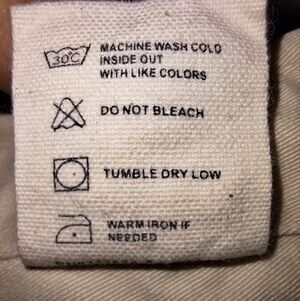 30°C
MACHINE WASH COLD
INSIDE OUT
WITH LIKE COLORS
DO NOT BLEACH
TUMBLE DRY LOW
WARM IRON IF
NEEDED